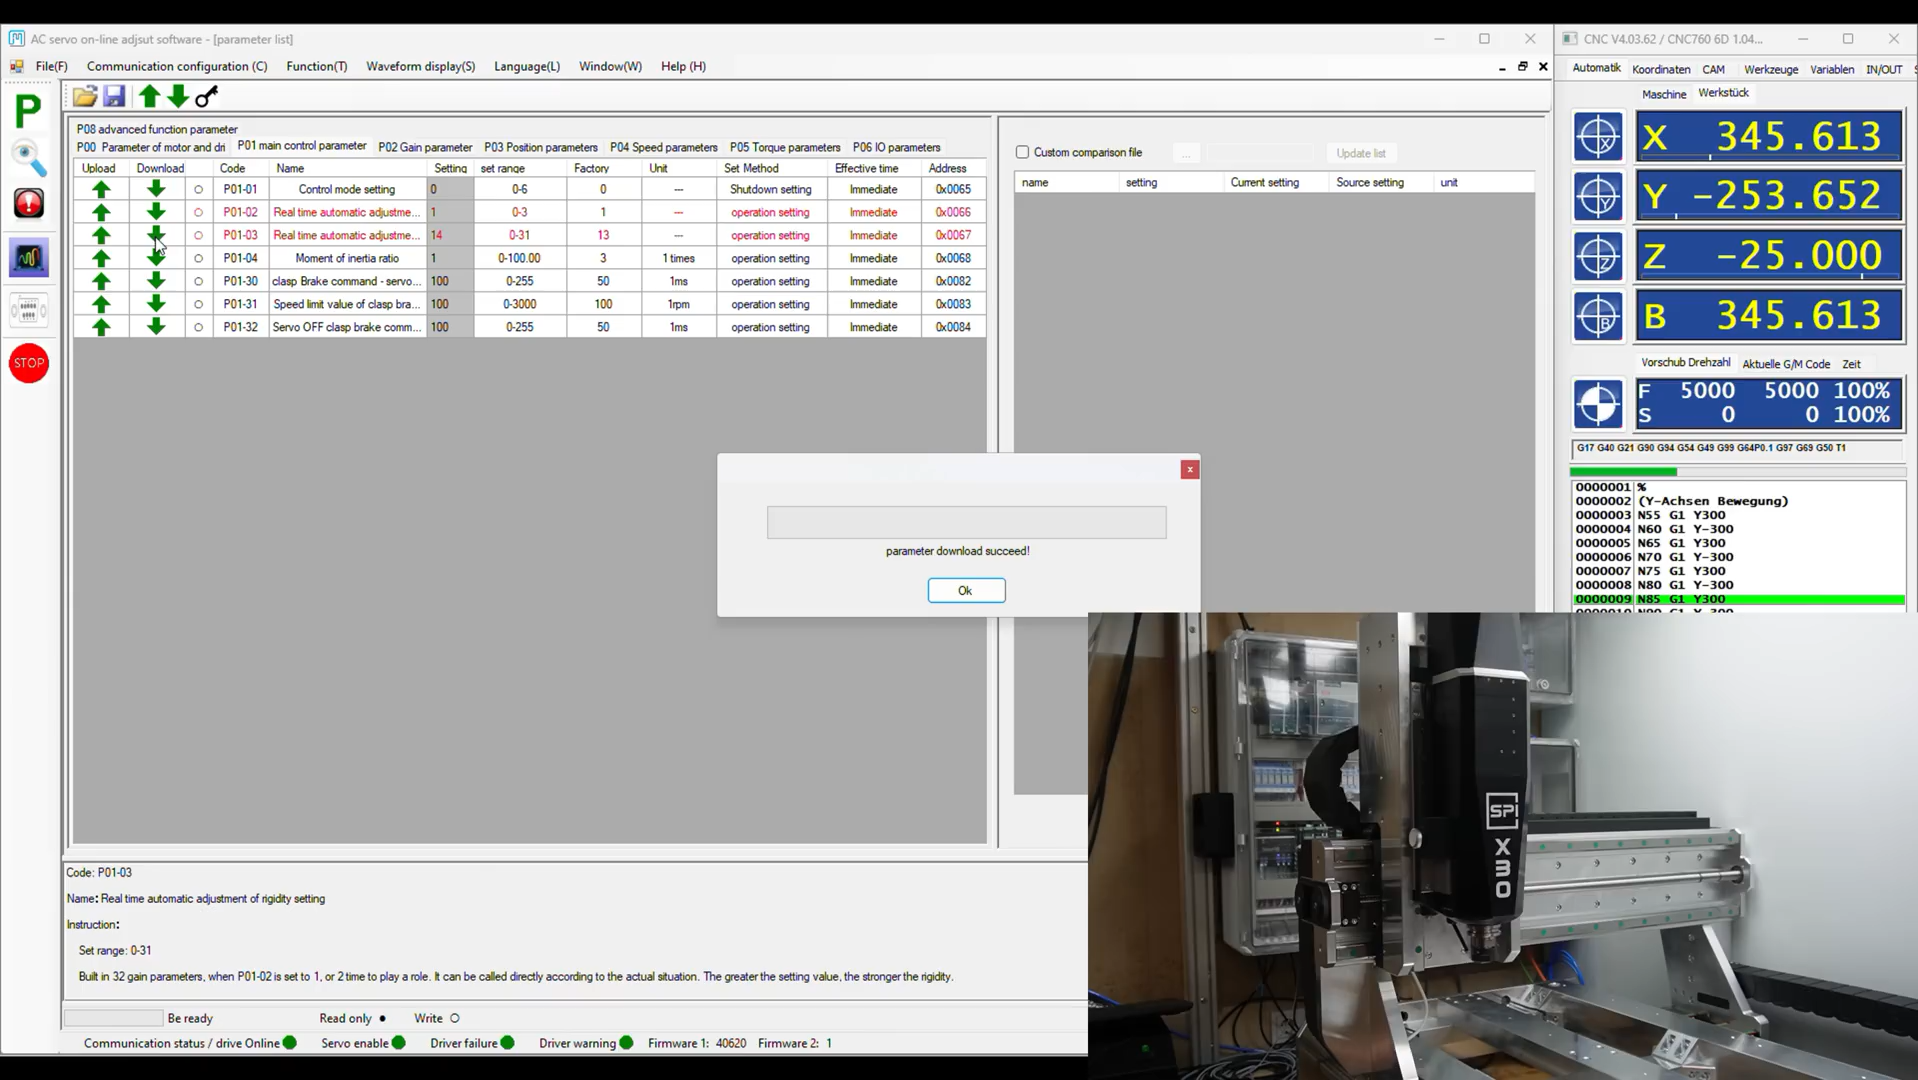 AC servo on-line adjsut software - [parameter list]
File(F) Communication configuration (C) Function(T) Waveform display(S) Language(L) Window(W) Help (H)
P
STOP
P08 advanced function parameter
P00 Parameter of motor and dri P01 main control parameter P02 Gain parameter P03 Position parameters P04 Speed parameters P05 Torque parameters P06 IO parameters
Upload Download Code Name Setting set range Factory Unit Set Method Effective time Address
P01-01 Control mode setting 0 0-6 0 --- Shutdown setting Immediate 0x0065
P01-02 Real time automatic adjustme... 1 0-3 1 --- operation setting Immediate 0x0066
P01-03 Real time automatic adjustme... 14 0-31 13 --- operation setting Immediate 0x0067
P01-04 Moment of inertia ratio 1 0-100.00 3 1 times operation setting Immediate 0x0068
P01-30 clasp Brake command - servo... 100 0-255 50 1ms operation setting Immediate 0x0082
P01-31 Speed limit value of clasp bra... 100 0-3000 100 1rpm operation setting Immediate 0x0083
P01-32 Servo OFF clasp brake comm... 100 0-255 50 1ms operation setting Immediate 0x0084
Custom comparison file ... Update list
name setting Current setting Source setting unit
parameter download succeed!
Ok
Code: P01-03
Name: Real time automatic adjustment of rigidity setting
Instruction:
Set range: 0-31
Built in 32 gain parameters, when P01-02 is set to 1, or 2 time to play a role. It can be called directly according to the actual situation. The greater the setting value, the stronger the rigidity.
Be ready Read only Write
Communication status / drive Online Servo enable Driver failure Driver warning Firmware 1: 40620 Firmware 2: 1
CNC V4.03.62 / CNC760 6D 1.04...
Automatik Koordinaten CAM Werkzeuge Variablen IN/OUT
Maschine Werkstück
X 345.613
Y -253.652
Z -25.000
B 345.613
Vorschub Drehzahl Aktuelle G/M Code Zeit
F 5000 5000 100%
S 0 0 100%
G17 G40 G21 G90 G94 G54 G49 G99 G64P0.1 G97 G69 G50 T1
0000001 %
0000002 (Y-Achsen Bewegung)
0000003 N55 G1 Y300
0000004 N60 G1 Y-300
0000005 N65 G1 Y300
0000006 N70 G1 Y-300
0000007 N75 G1 Y300
0000008 N80 G1 Y-300
0000009 N85 G1 Y300
SPI
X30